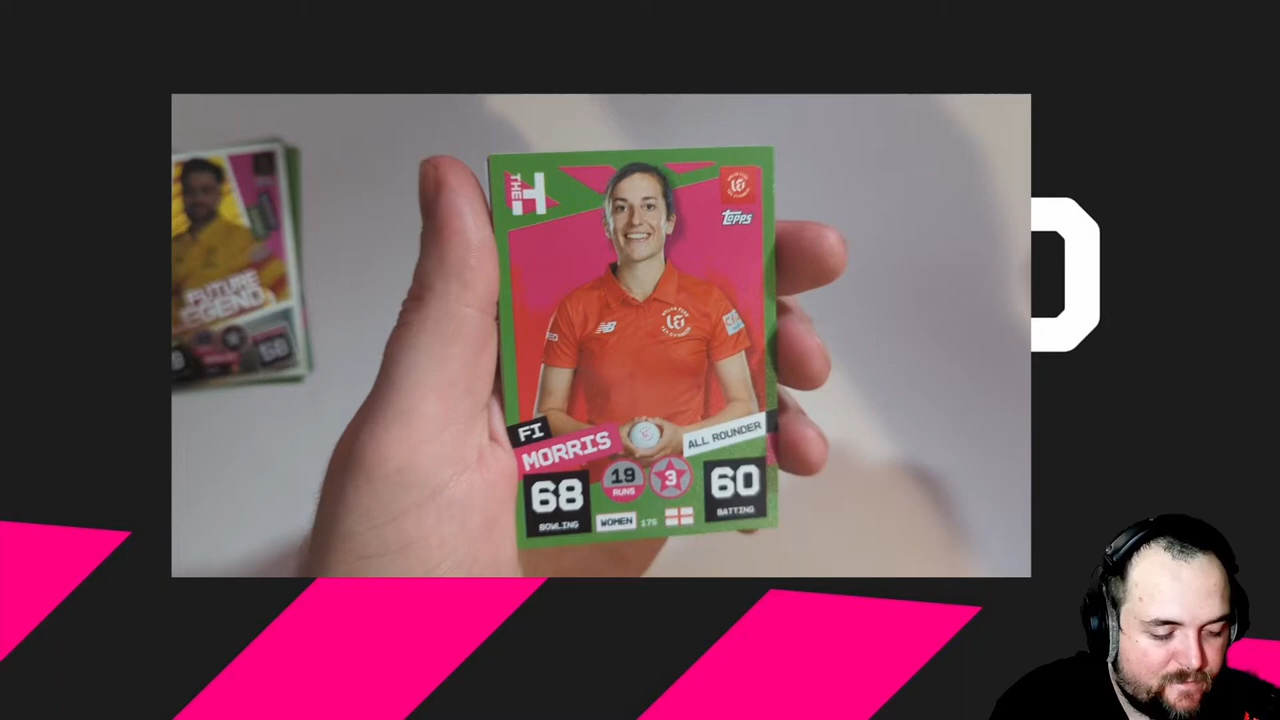 THE
H
TOPPS
FUTURE
LEGEND
FI
MORRIS
ALL ROUNDER
68
BOWLING
19
RUNS
3
60
BATTING
WOMEN
175